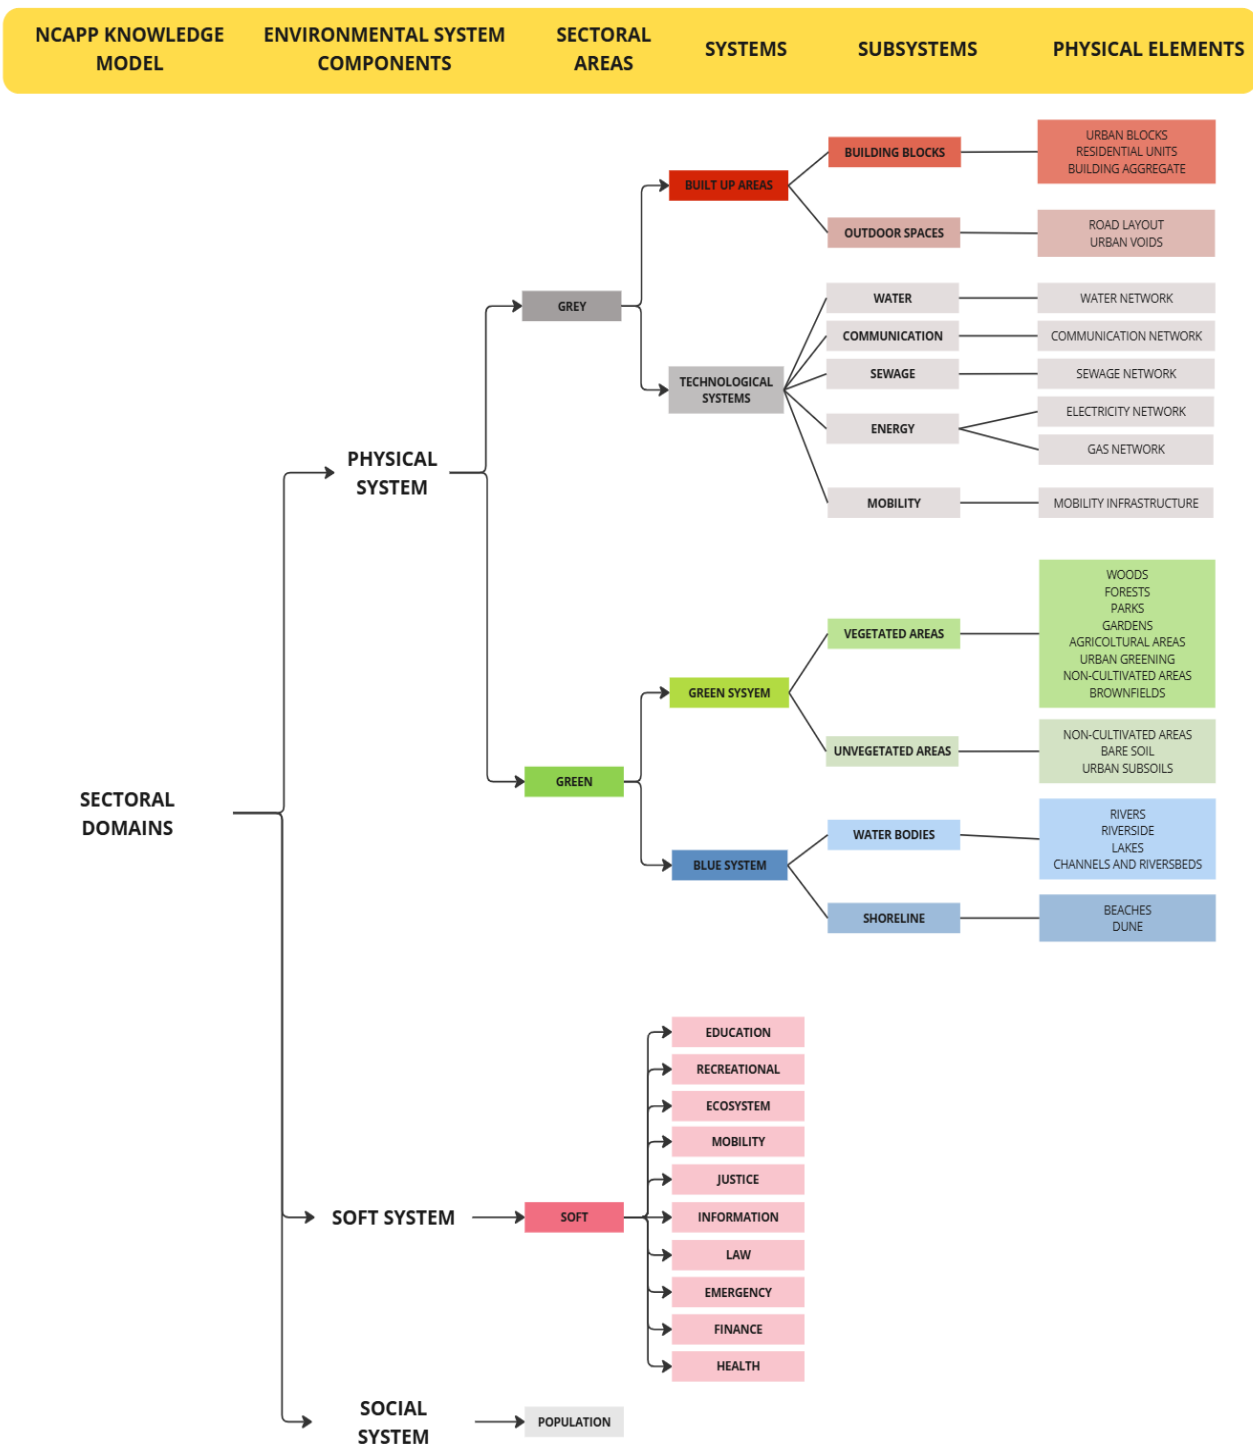 NCAPP KNOWLEDGE
MODEL
ENVIRONMENTAL SYSTEM
COMPONENTS
SECTORAL
AREAS
SYSTEMS
SUBSYSTEMS
PHYSICAL ELEMENTS
SECTORAL
DOMAINS
PHYSICAL
SYSTEM
GREY
BUILT UP AREAS
BUILDING BLOCKS
URBAN BLOCKS
RESIDENTIAL UNITS
BUILDING AGGREGATE
OUTDOOR SPACES
ROAD LAYOUT
URBAN VOIDS
TECHNOLOGICAL
SYSTEMS
WATER
WATER NETWORK
COMMUNICATION
COMMUNICATION NETWORK
SEWAGE
SEWAGE NETWORK
ENERGY
ELECTRICITY NETWORK
GAS NETWORK
MOBILITY
MOBILITY INFRASTRUCTURE
GREEN
GREEN SYSYEM
VEGETATED AREAS
WOODS
FORESTS
PARKS
GARDENS
AGRICOLTURAL AREAS
URBAN GREENING
NON-CULTIVATED AREAS
BROWNFIELDS
UNVEGETATED AREAS
NON-CULTIVATED AREAS
BARE SOIL
URBAN SUBSOILS
BLUE SYSTEM
WATER BODIES
RIVERS
RIVERSIDE
LAKES
CHANNELS AND RIVERSBEDS
SHORELINE
BEACHES
DUNE
SOFT SYSTEM
SOFT
EDUCATION
RECREATIONAL
ECOSYSTEM
MOBILITY
JUSTICE
INFORMATION
LAW
EMERGENCY
FINANCE
HEALTH
SOCIAL
SYSTEM
POPULATION